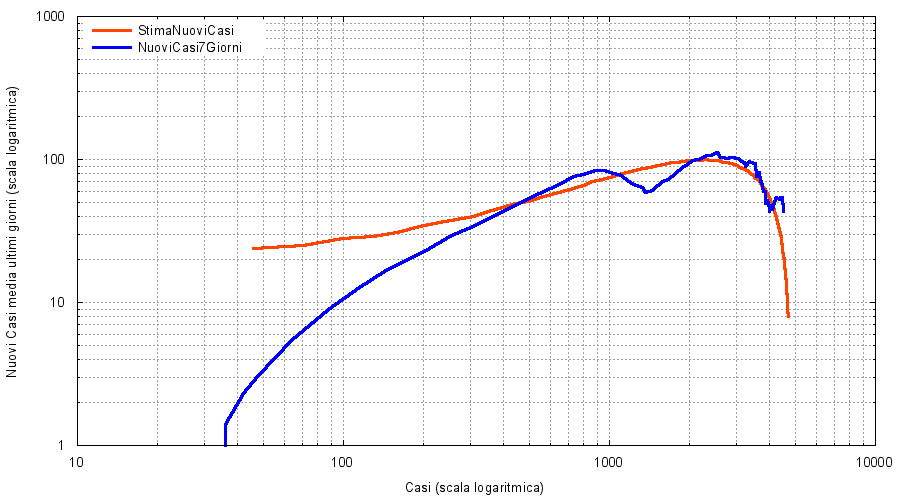 1000
StimaNuoviCasi
NuoviCasi7Giorni
100
10
1
Nuovi Casi media ultimi giorni (scala logaritmica)
10 100 1000 10000
Casi (scala logaritmica)